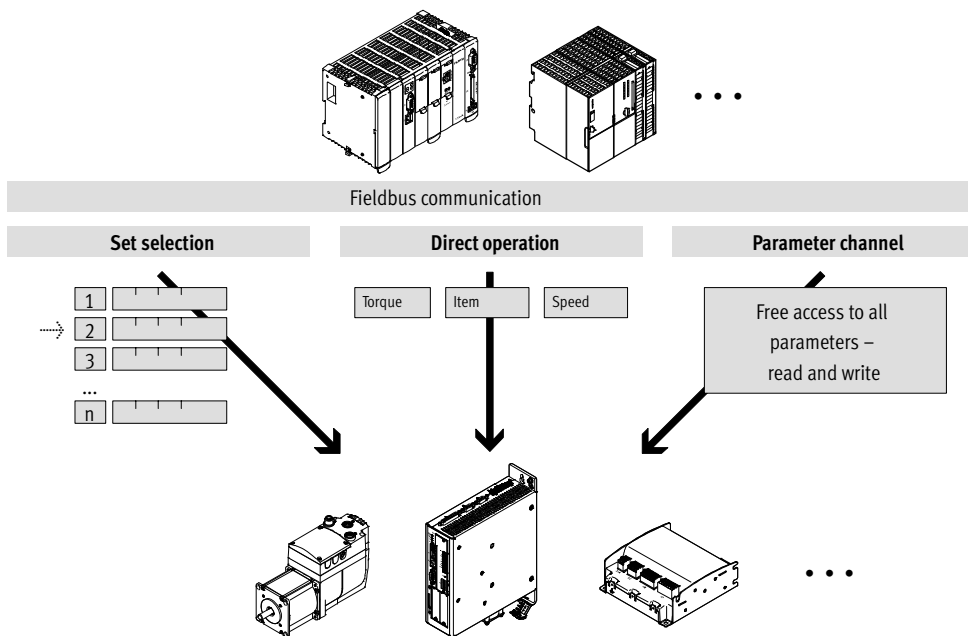 • • •
Fieldbus communication
Set selection
Direct operation
Parameter channel
1
2
3
...
n
Torque
Item
Speed
Free access to all
parameters –
read and write
• • •